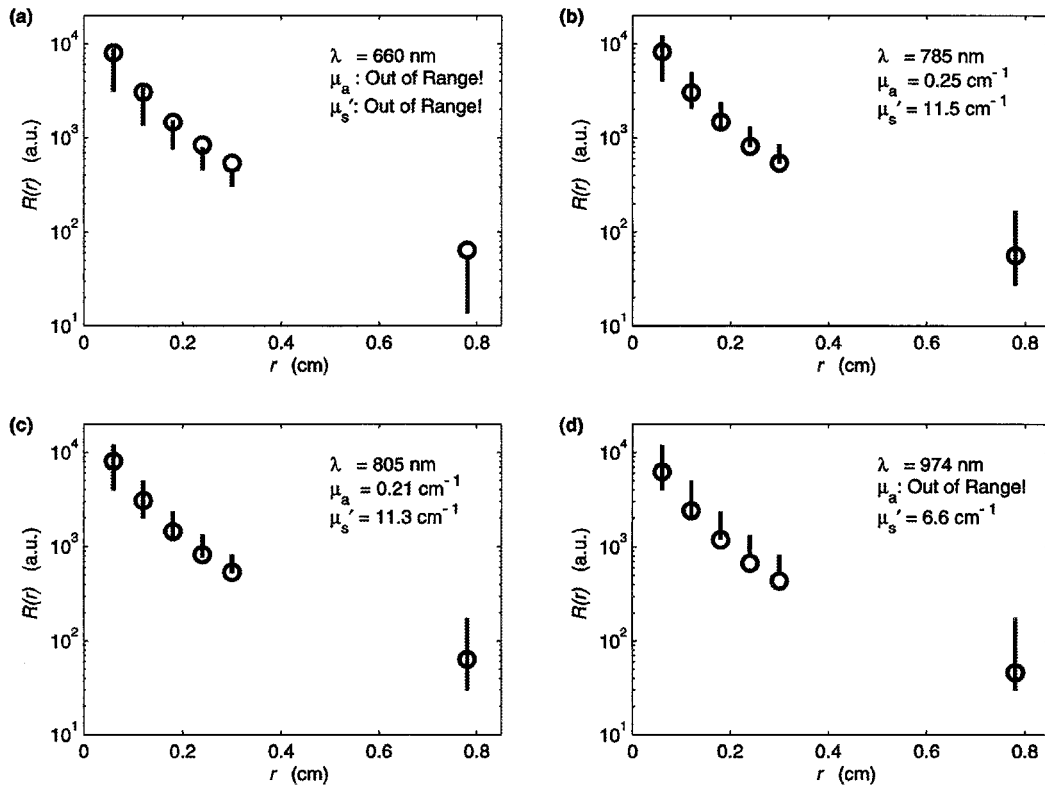 (a)
λ = 660 nm
μa : Out of Range!
μs′: Out of Range!
R(r) (a.u.)
10^4
10^3
10^2
10^1
0 0.2 0.4 0.6 0.8
r (cm)
(b)
λ = 785 nm
μa = 0.25 cm^-1
μs′ = 11.5 cm^-1
R(r) (a.u.)
10^4
10^3
10^2
10^1
0 0.2 0.4 0.6 0.8
r (cm)
(c)
λ = 805 nm
μa = 0.21 cm^-1
μs′ = 11.3 cm^-1
R(r) (a.u.)
10^4
10^3
10^2
10^1
0 0.2 0.4 0.6 0.8
r (cm)
(d)
λ = 974 nm
μa: Out of Range!
μs′ = 6.6 cm^-1
R(r) (a.u.)
10^4
10^3
10^2
10^1
0 0.2 0.4 0.6 0.8
r (cm)